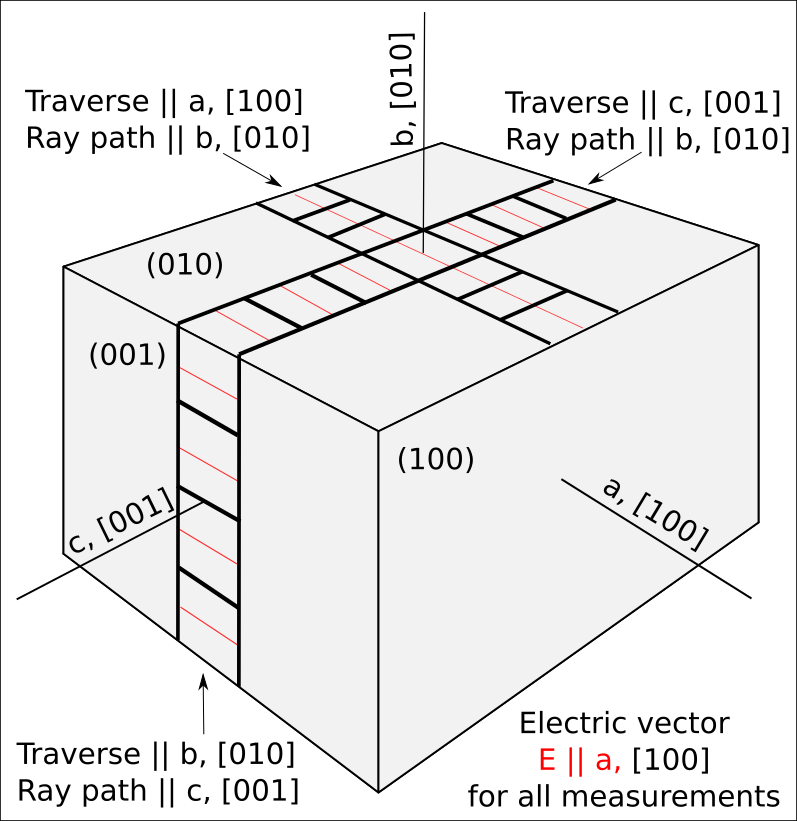 b, [010]
Traverse || a, [100]
Ray path || b, [010]
Traverse || c, [001]
Ray path || b, [010]
(010)
(001)
(100)
a, [100]
c, [001]
Traverse || b, [010]
Ray path || c, [001]
Electric vector
E || a, [100]
for all measurements